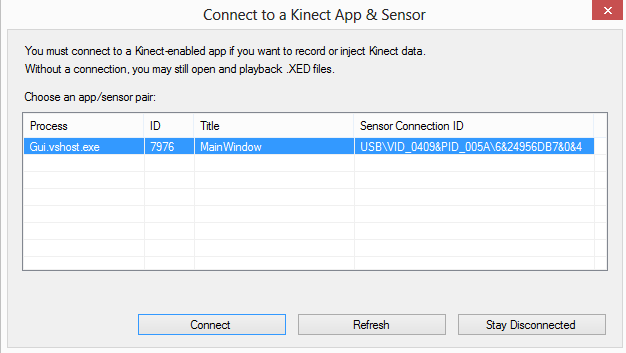 Connect to a Kinect App & Sensor
You must connect to a Kinect-enabled app if you want to record or inject Kinect data.
Without a connection, you may still open and playback .XED files.
Choose an app/sensor pair:
Process ID Title Sensor Connection ID
Gui.vshost.exe 7976 MainWindow USB\VID_0409&PID_005A\6&24956DB7&0&4
Connect Refresh Stay Disconnected